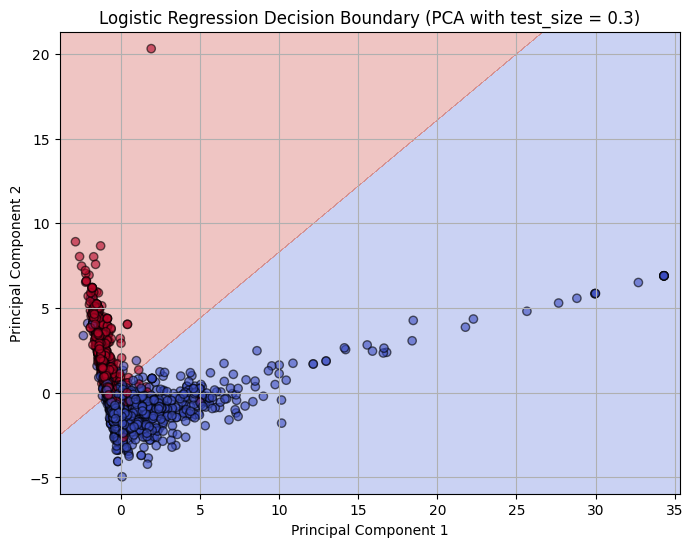 Logistic Regression Decision Boundary (PCA with test_size = 0.3)
20
15
10
5
0
−5
Principal Component 2
0 5 10 15 20 25 30 35
Principal Component 1